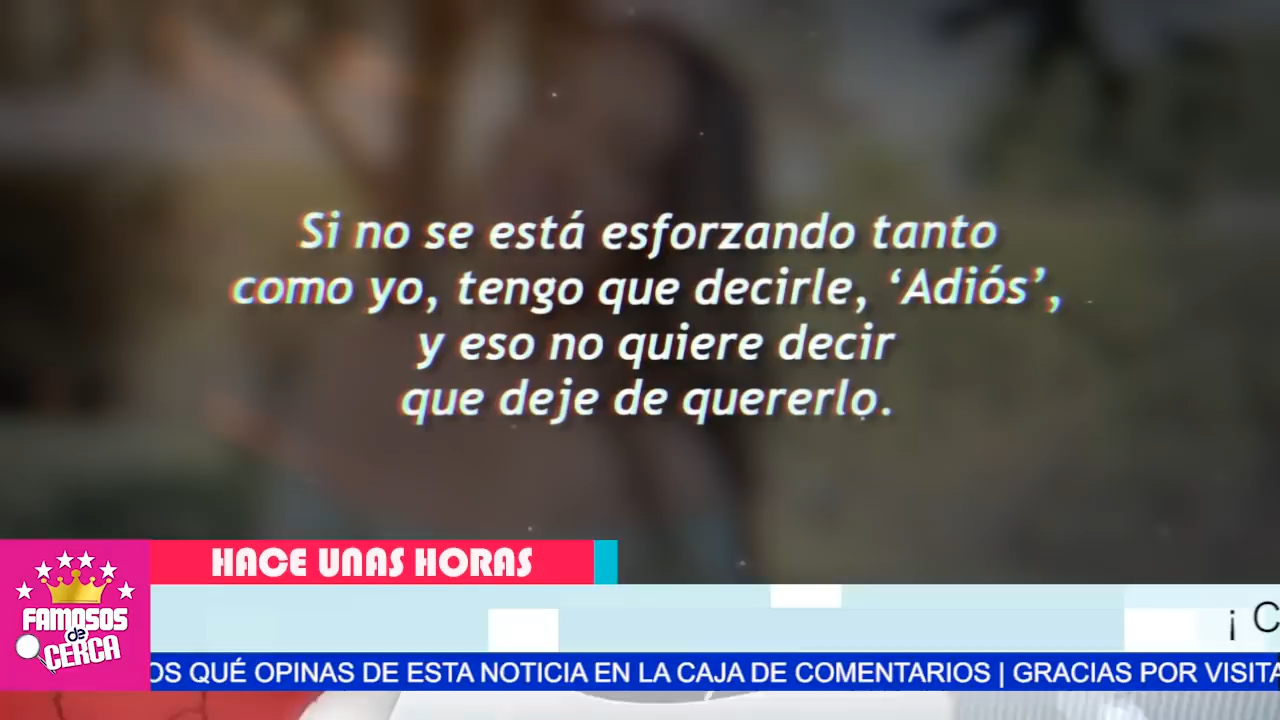 Si no se está esforzando tanto
como yo, tengo que decirle, ‘Adiós’,
y eso no quiere decir
que deje de quererlo.
HACE UNAS HORAS
FAMOSOS
de
CERCA
¡ C
OS QUÉ OPINAS DE ESTA NOTICIA EN LA CAJA DE COMENTARIOS | GRACIAS POR VISITA